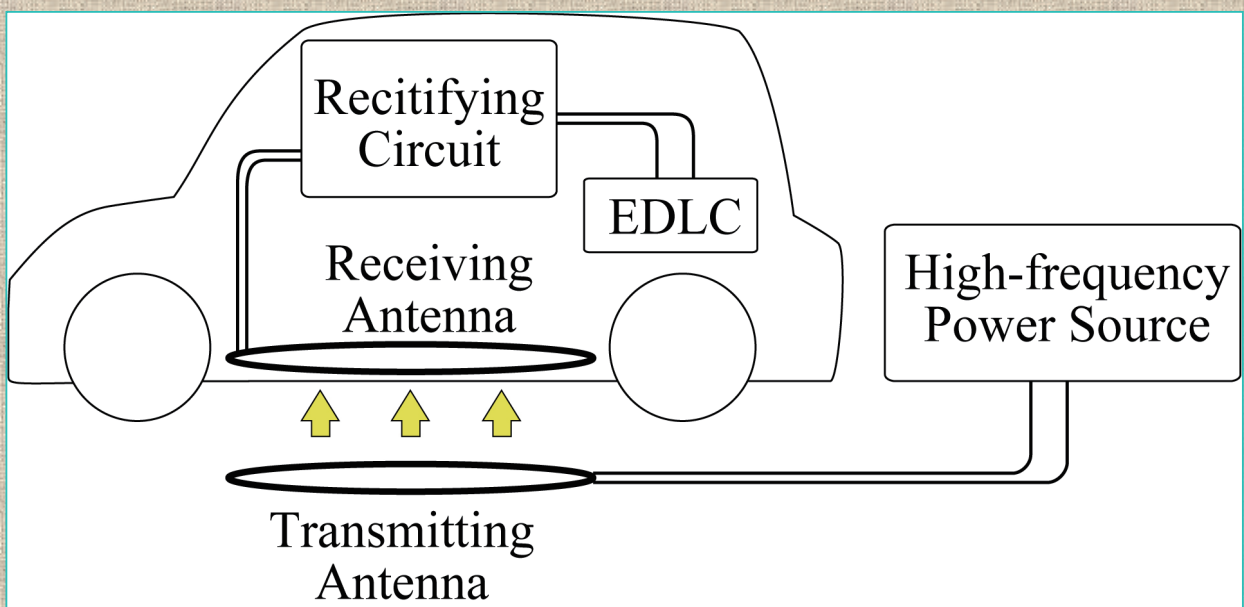 Recitifying
Circuit
EDLC
Receiving
Antenna
High-frequency
Power Source
Transmitting
Antenna